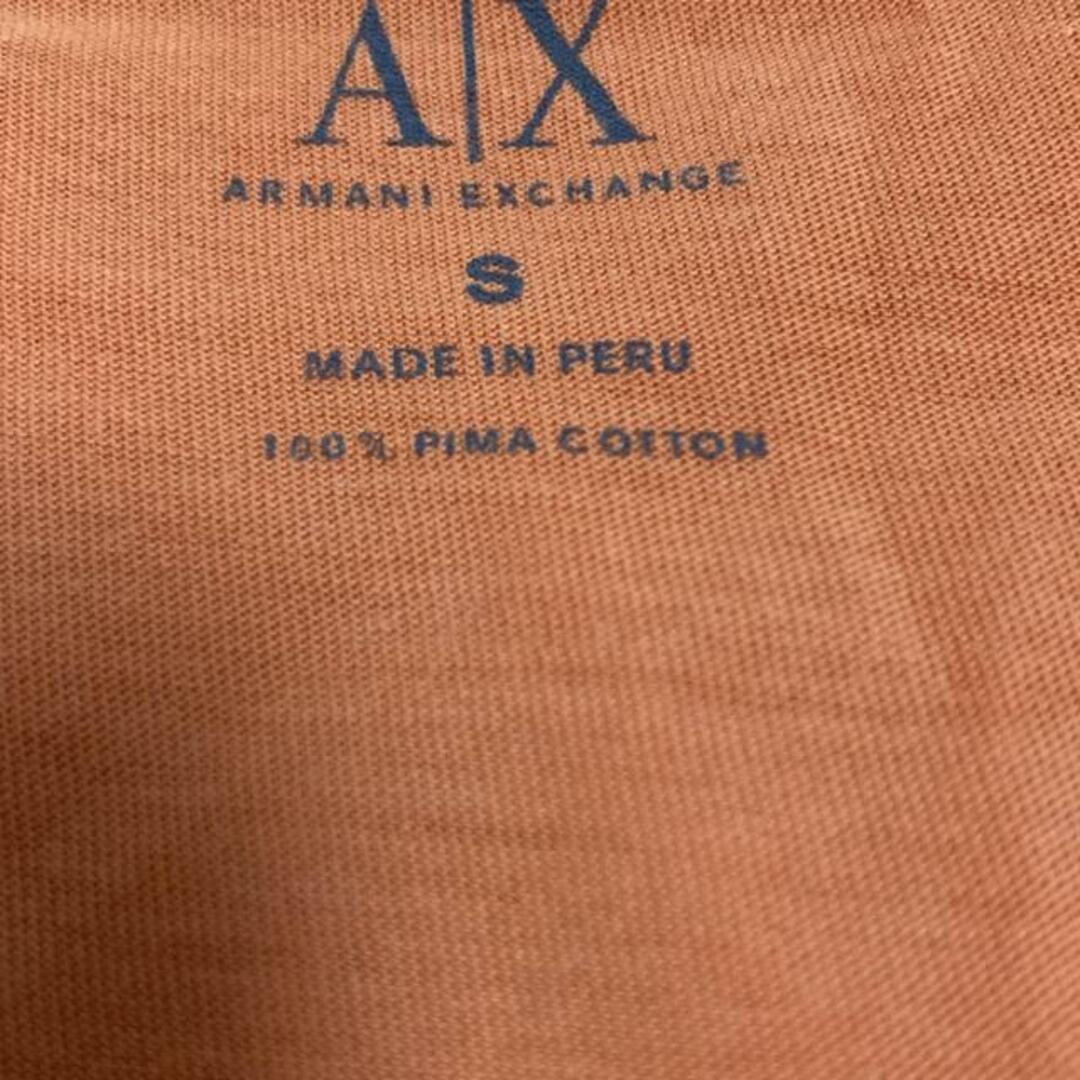 A|X
ARMANI EXCHANGE
S
MADE IN PERU
100% PIMA COTTON